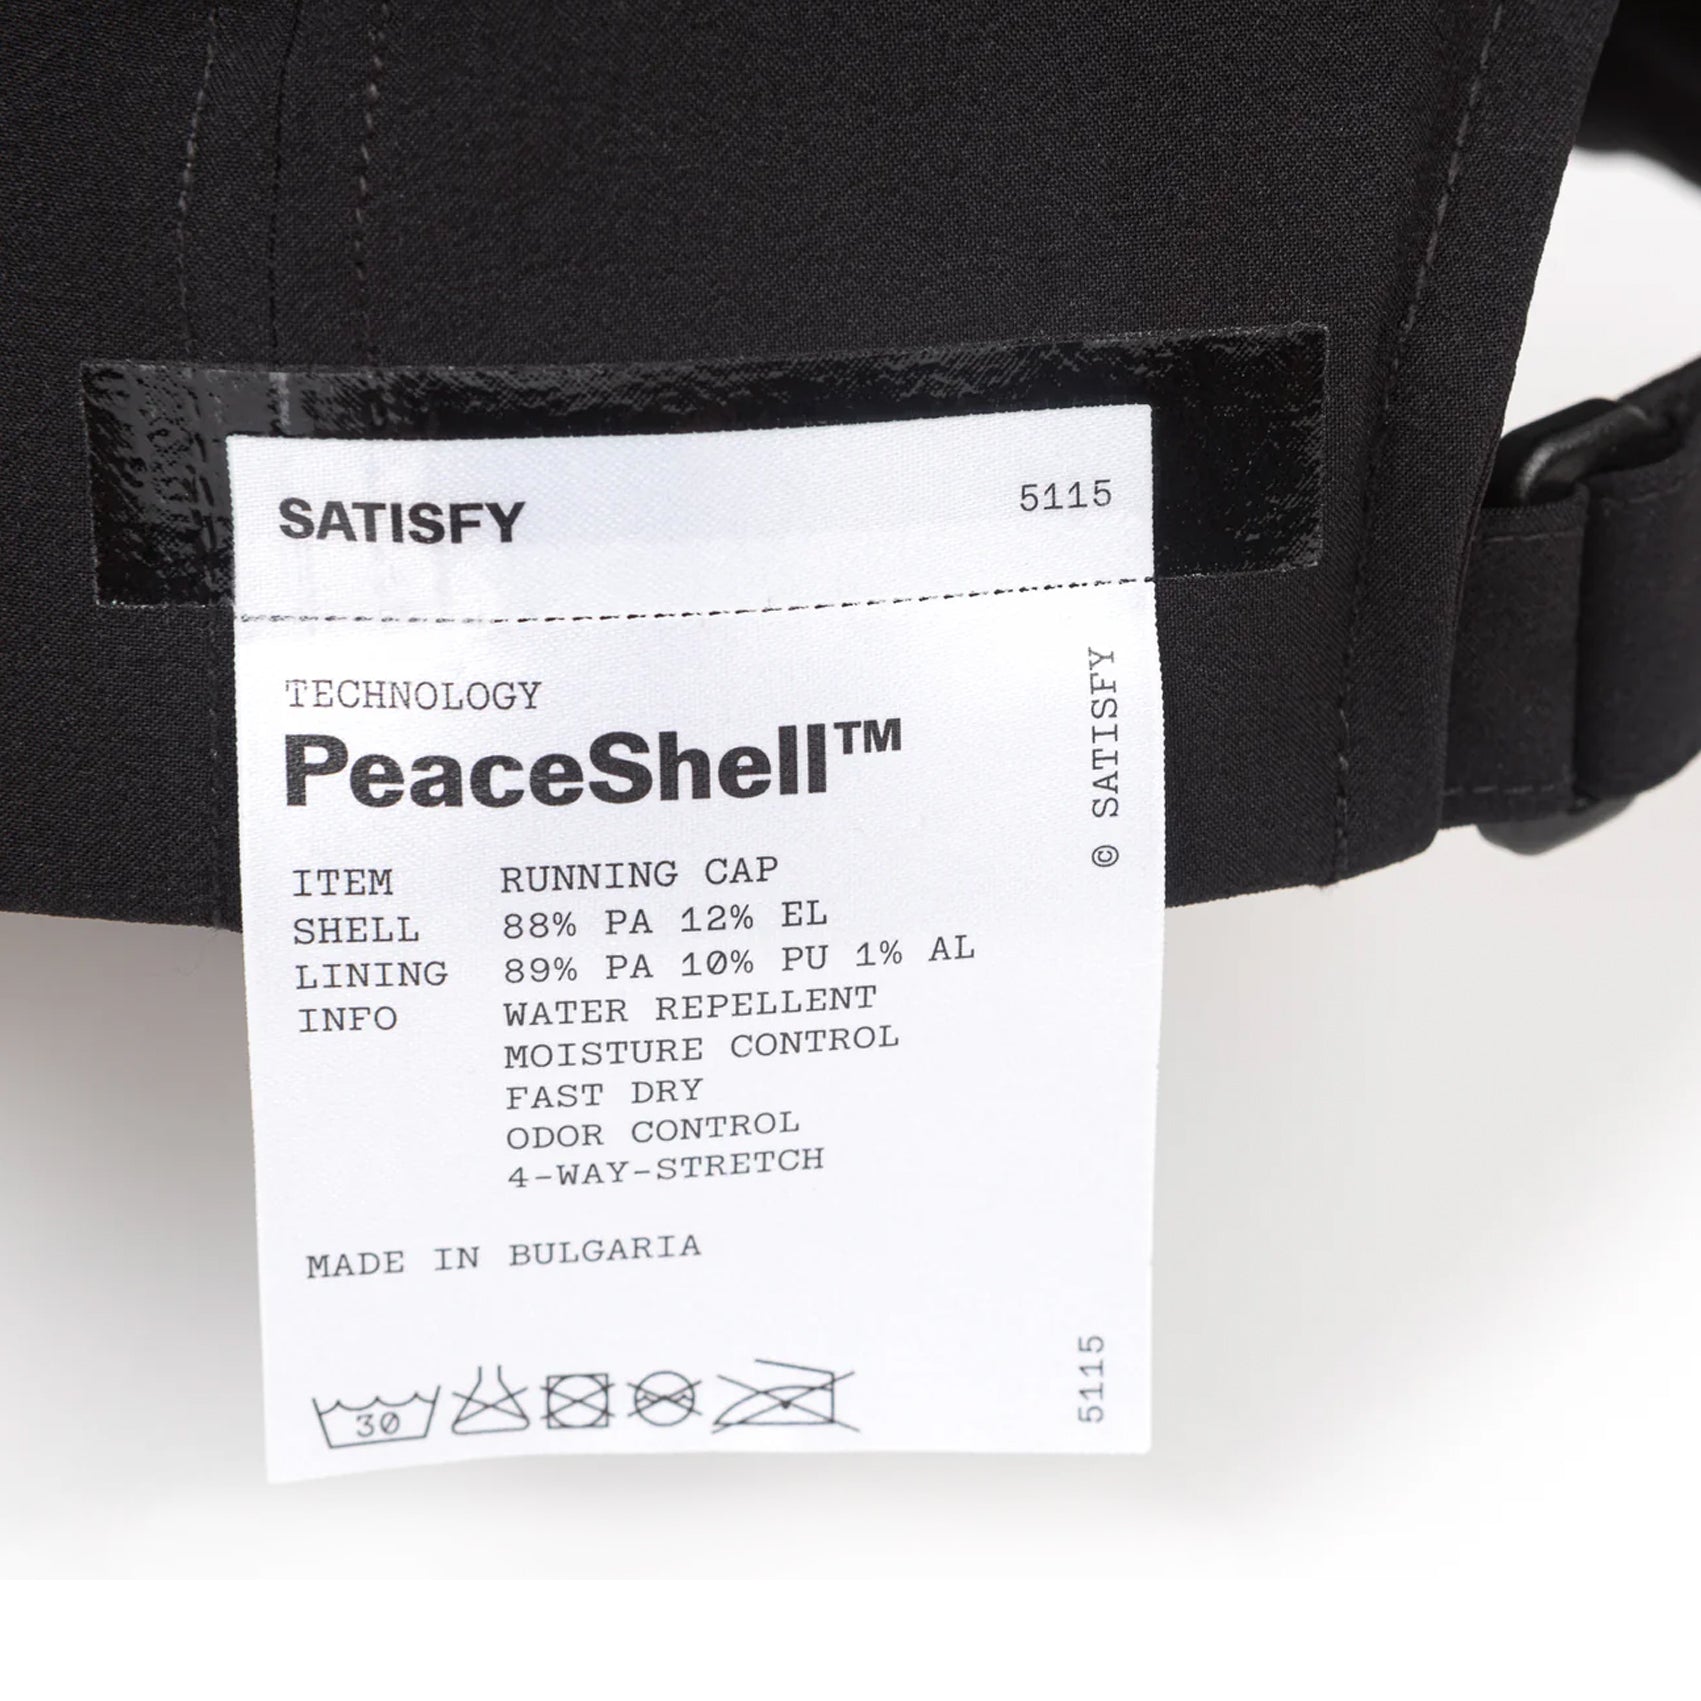 SATISFY 5115
TECHNOLOGY
PeaceShell™
© SATISFY
ITEM RUNNING CAP
SHELL 88% PA 12% EL
LINING 89% PA 10% PU 1% AL
INFO WATER REPELLENT
MOISTURE CONTROL
FAST DRY
ODOR CONTROL
4-WAY-STRETCH
MADE IN BULGARIA
30
5115